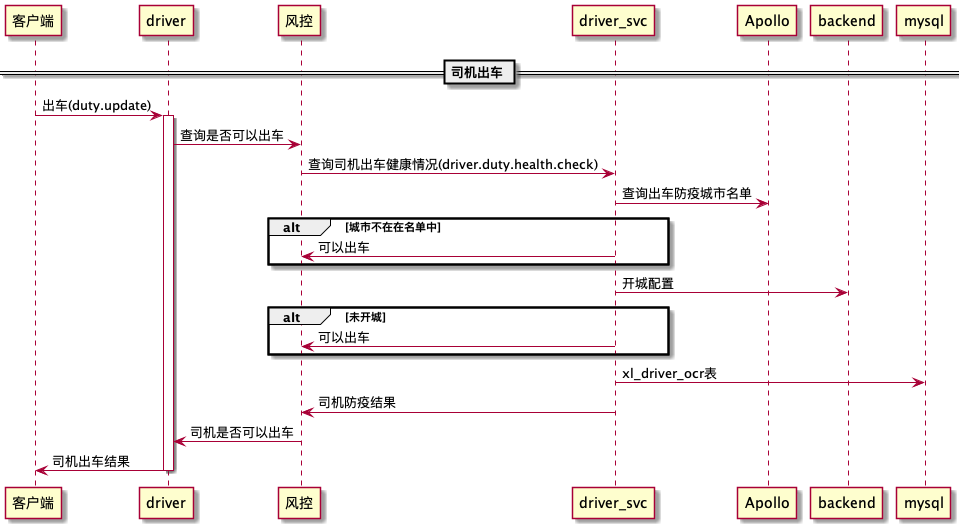 客户端 driver 风控 driver_svc Apollo backend mysql
司机出车
出车(duty.update)
查询是否可以出车
查询司机出车健康情况(driver.duty.health.check)
查询出车防疫城市名单
alt [城市不在在名单中]
可以出车
开城配置
alt [未开城]
可以出车
xl_driver_ocr表
司机防疫结果
司机是否可以出车
司机出车结果
客户端 driver 风控 driver_svc Apollo backend mysql